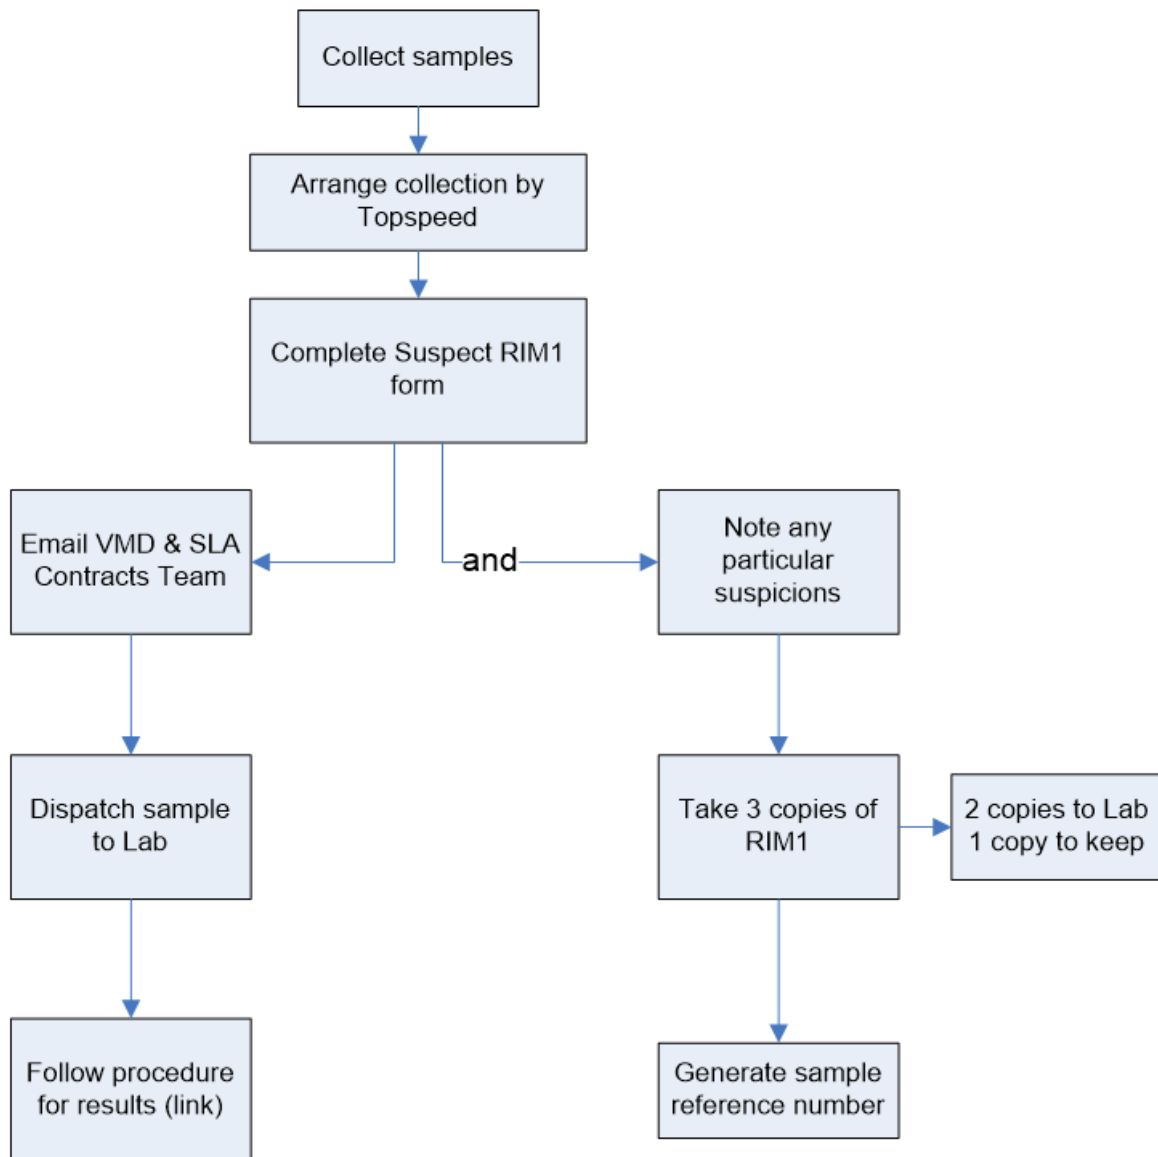 Collect samples
Arrange collection by
Topspeed
Complete Suspect RIM1
form
Email VMD & SLA
Contracts Team
and
Note any
particular
suspicions
Dispatch sample
to Lab
Take 3 copies of
RIM1
2 copies to Lab
1 copy to keep
Follow procedure
for results (link)
Generate sample
reference number